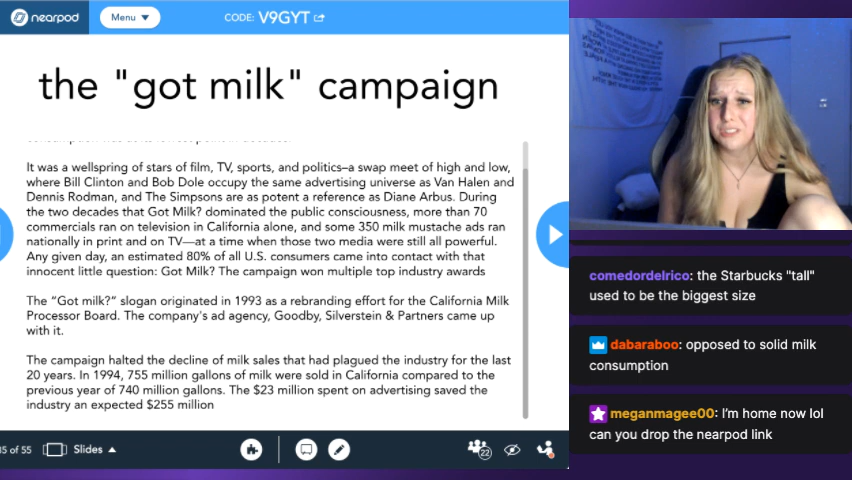 nearpod
Menu
CODE: V9GYT
the "got milk" campaign
It was a wellspring of stars of film, TV, sports, and politics–a swap meet of high and low,
where Bill Clinton and Bob Dole occupy the same advertising universe as Van Halen and
Dennis Rodman, and The Simpsons are as potent a reference as Diane Arbus. During
the two decades that Got Milk? dominated the public consciousness, more than 70
commercials ran on television in California alone, and some 350 milk mustache ads ran
nationally in print and on TV—at a time when those two media were still all powerful.
Any given day, an estimated 80% of all U.S. consumers came into contact with that
innocent little question: Got Milk? The campaign won multiple top industry awards
The “Got milk?” slogan originated in 1993 as a rebranding effort for the California Milk
Processor Board. The company's ad agency, Goodby, Silverstein & Partners came up
with it.
The campaign halted the decline of milk sales that had plagued the industry for the last
20 years. In 1994, 755 million gallons of milk were sold in California compared to the
previous year of 740 million gallons. The $23 million spent on advertising saved the
industry an expected $255 million
5 of 55
Slides
22
comedordelrico: the Starbucks "tall"
used to be the biggest size
dabaraboo: opposed to solid milk
consumption
meganmagee00: I'm home now lol
can you drop the nearpod link